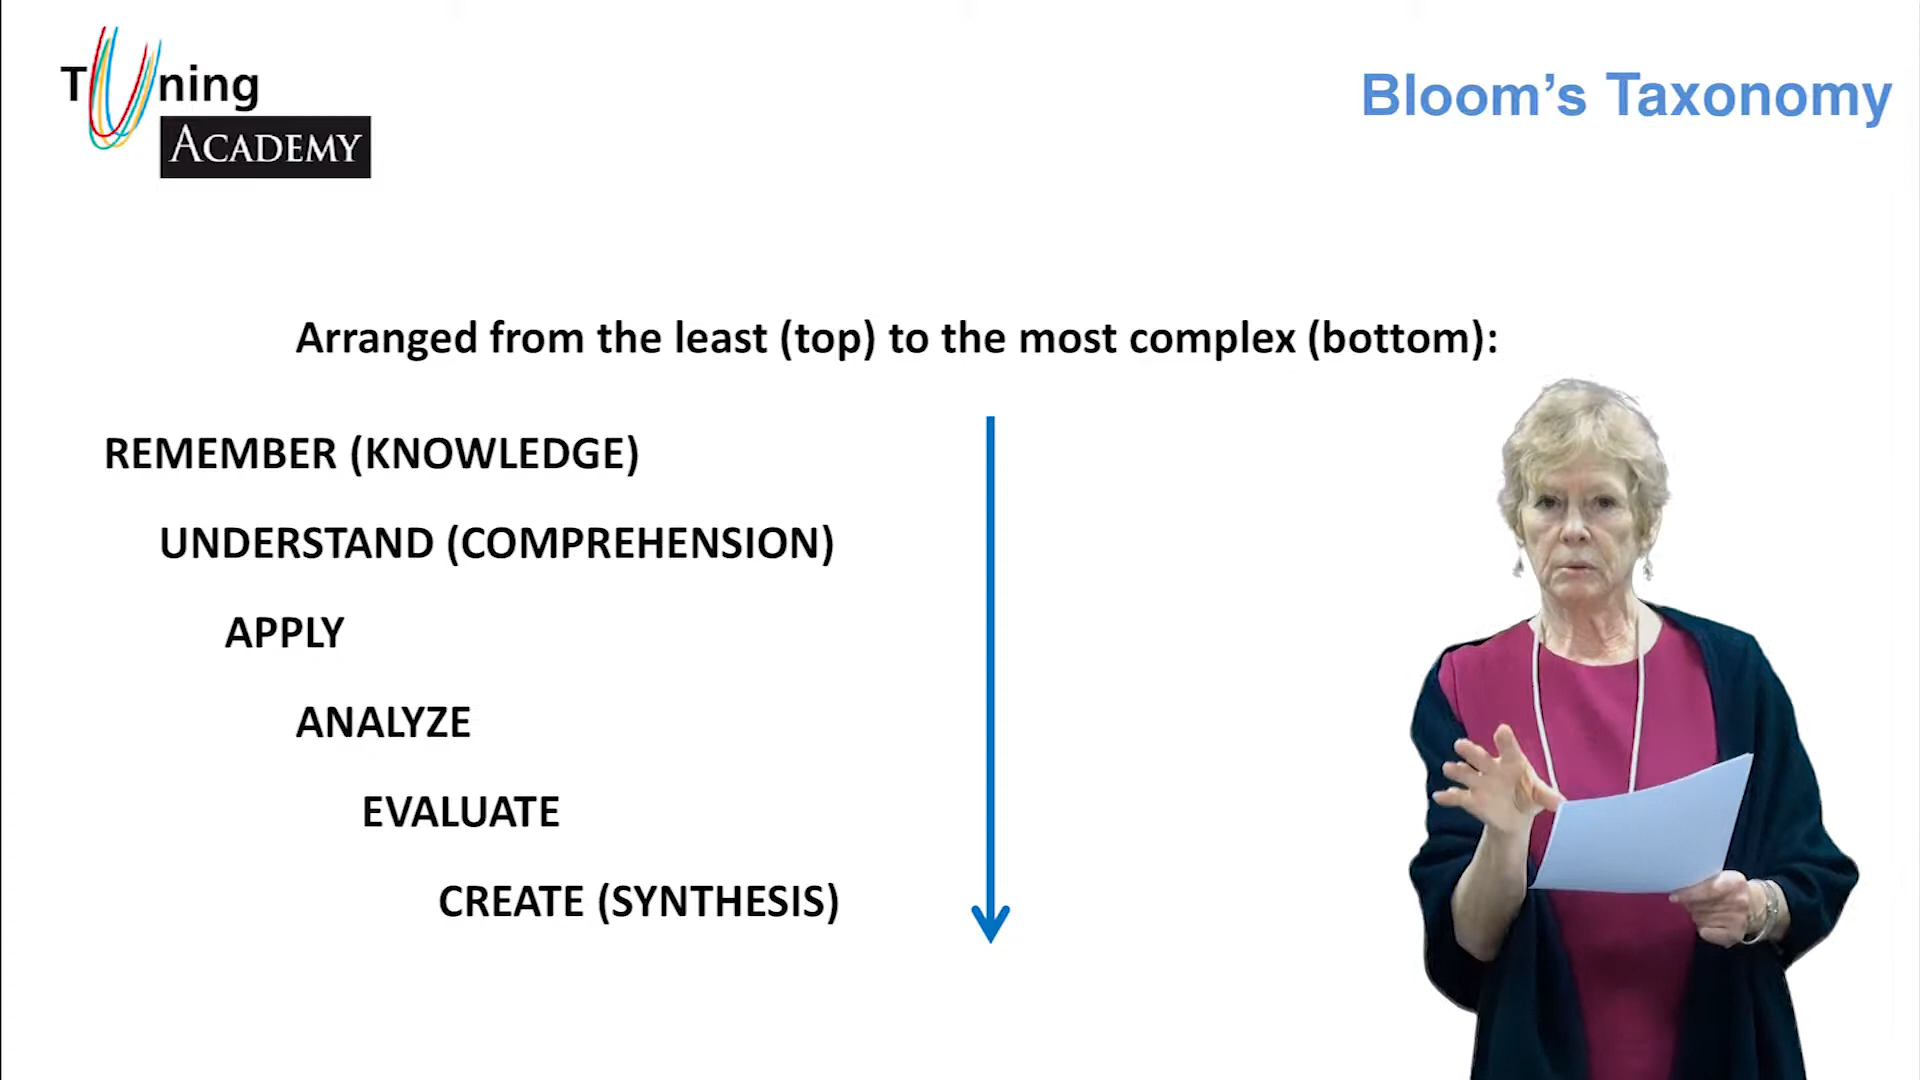 Tuning
ACADEMY
Bloom's Taxonomy
Arranged from the least (top) to the most complex (bottom):
REMEMBER (KNOWLEDGE)
UNDERSTAND (COMPREHENSION)
APPLY
ANALYZE
EVALUATE
CREATE (SYNTHESIS)